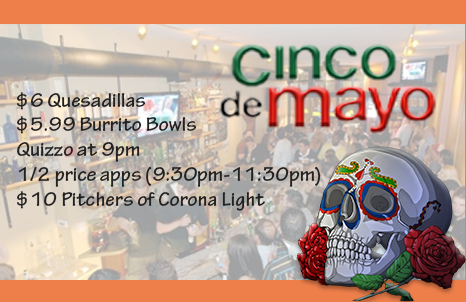 cinco
de mayo
$6 Quesadillas
$5.99 Burrito Bowls
Quizzo at 9pm
1/2 price apps (9:30pm-11:30pm)
$10 Pitchers of Corona Light